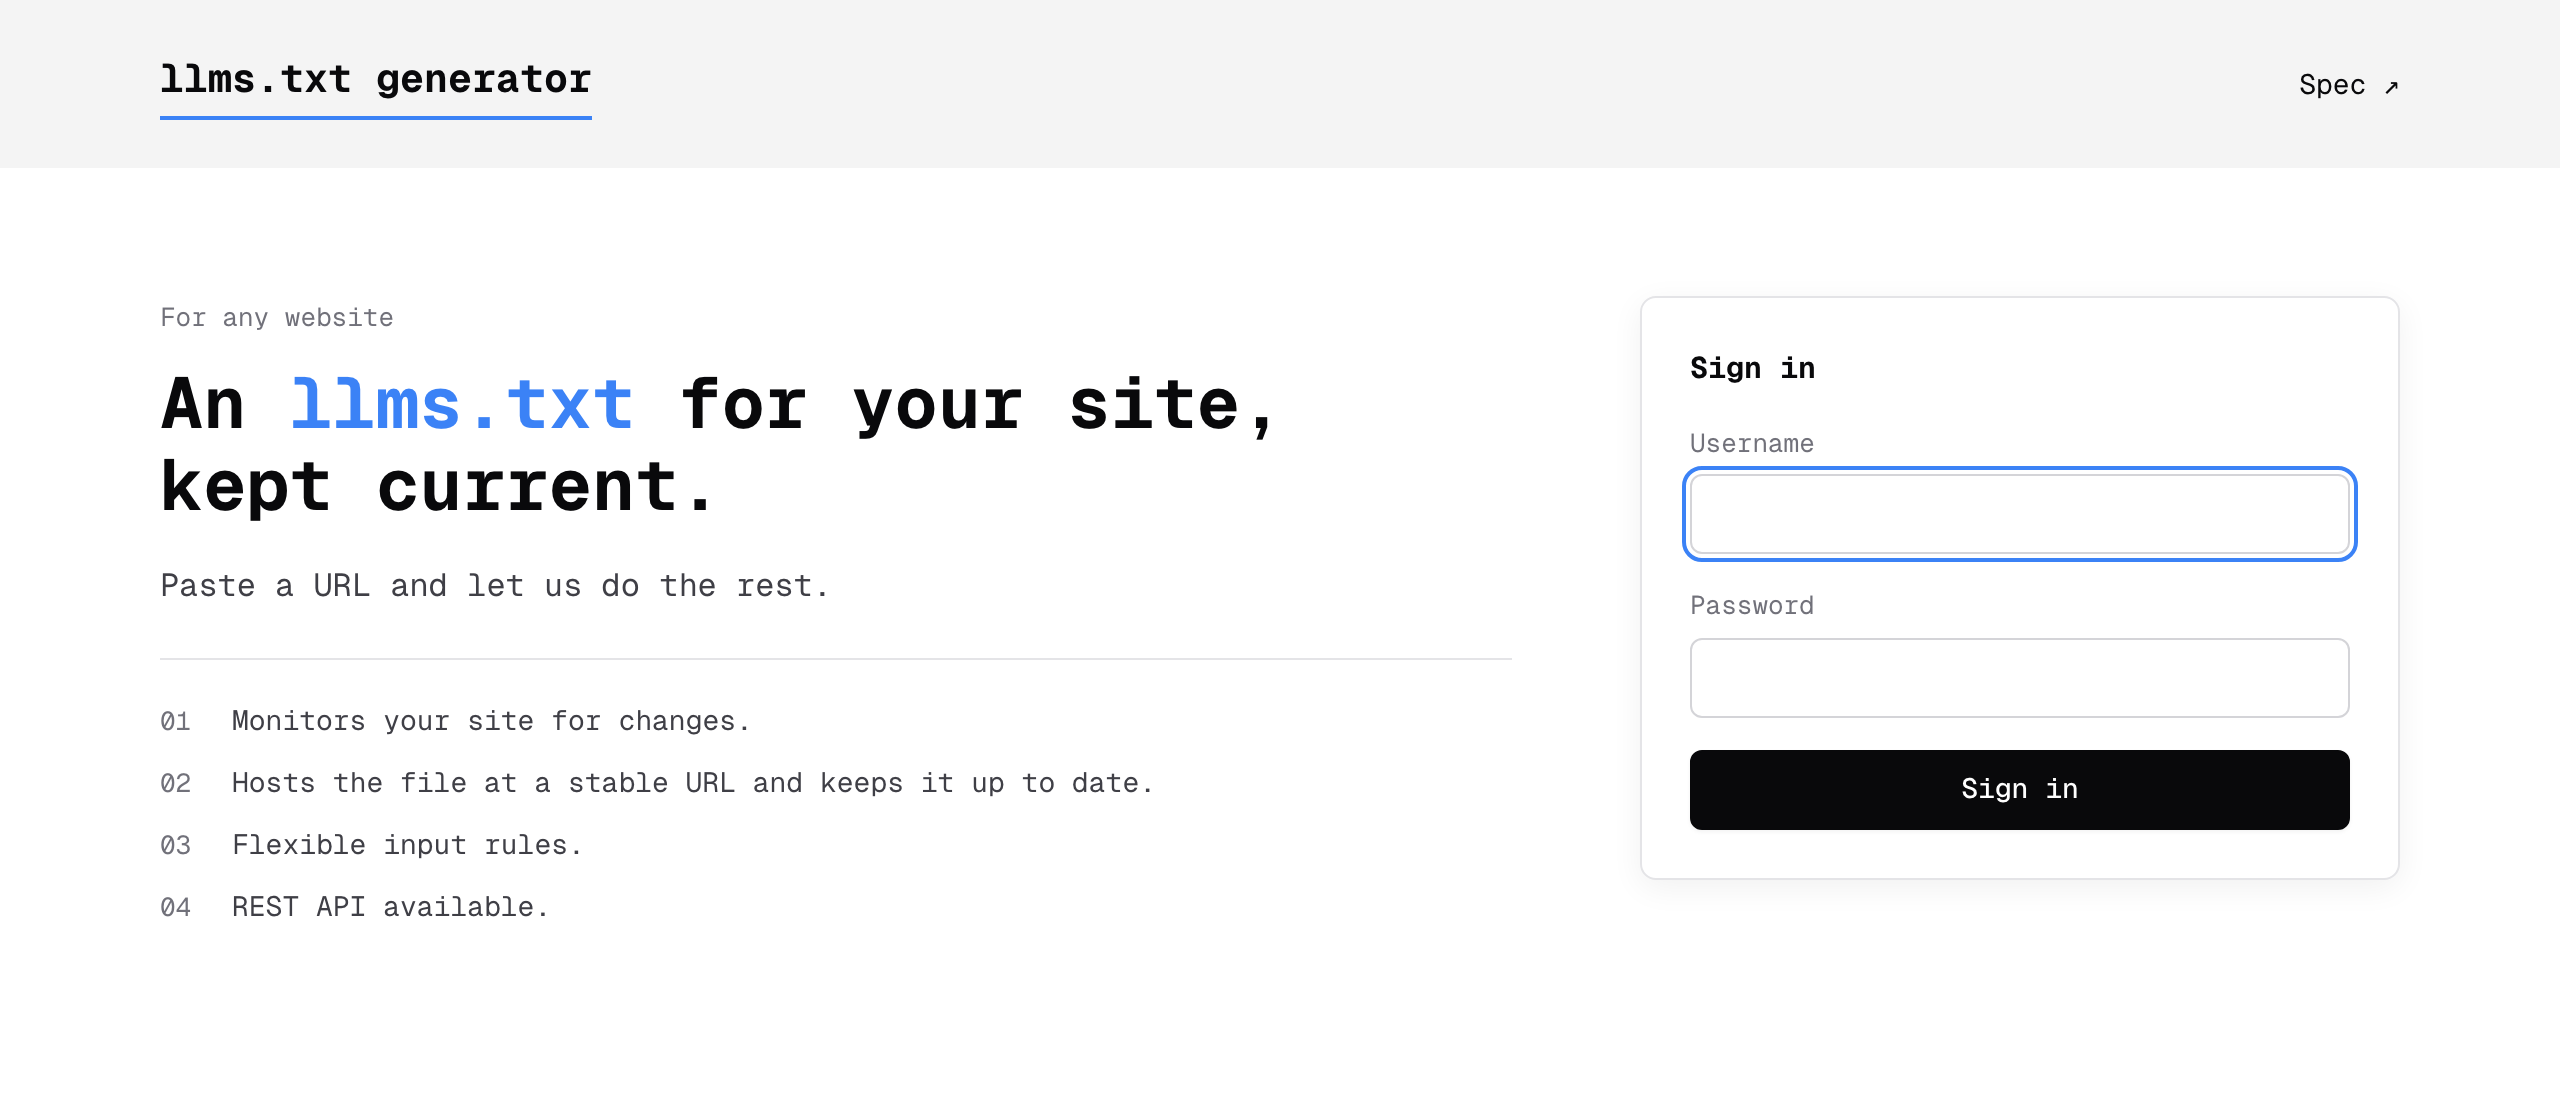 llms.txt generator
Spec ↗
For any website
An llms.txt for your site,
kept current.
Paste a URL and let us do the rest.
01 Monitors your site for changes.
02 Hosts the file at a stable URL and keeps it up to date.
03 Flexible input rules.
04 REST API available.
Sign in
Username
Password
Sign in